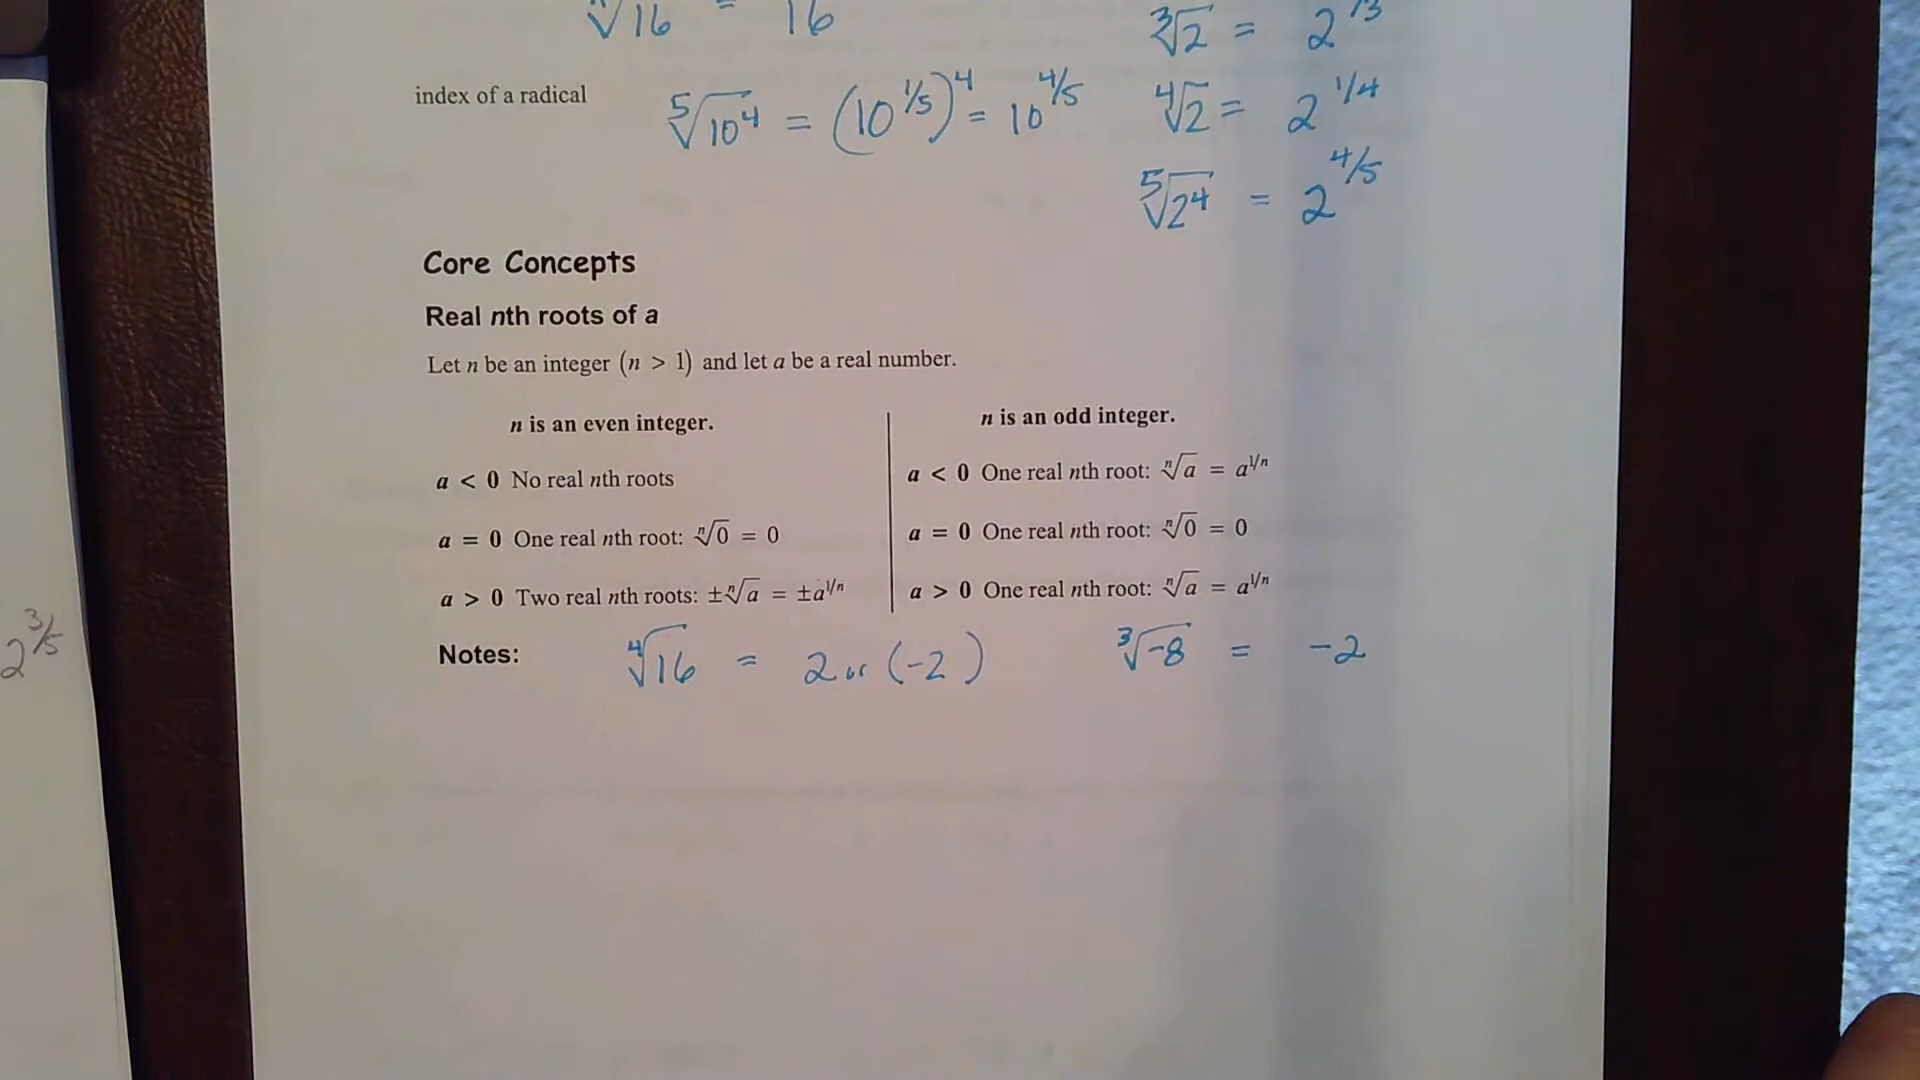 √16 = 16
∛2 = 2^1/3
index of a radical
⁵√10⁴ = (10^1/5)^4 = 10^4/5
⁴√2 = 2^1/4
⁵√2⁴ = 2^4/5
Core Concepts
Real nth roots of a
Let n be an integer (n > 1) and let a be a real number.
n is an even integer.
a < 0 No real nth roots
a = 0 One real nth root: ⁿ√0 = 0
a > 0 Two real nth roots: ±ⁿ√a = ±a^1/n
n is an odd integer.
a < 0 One real nth root: ⁿ√a = a^1/n
a = 0 One real nth root: ⁿ√0 = 0
a > 0 One real nth root: ⁿ√a = a^1/n
Notes:
⁴√16 = 2 or (-2)
∛-8 = -2
2^3/5